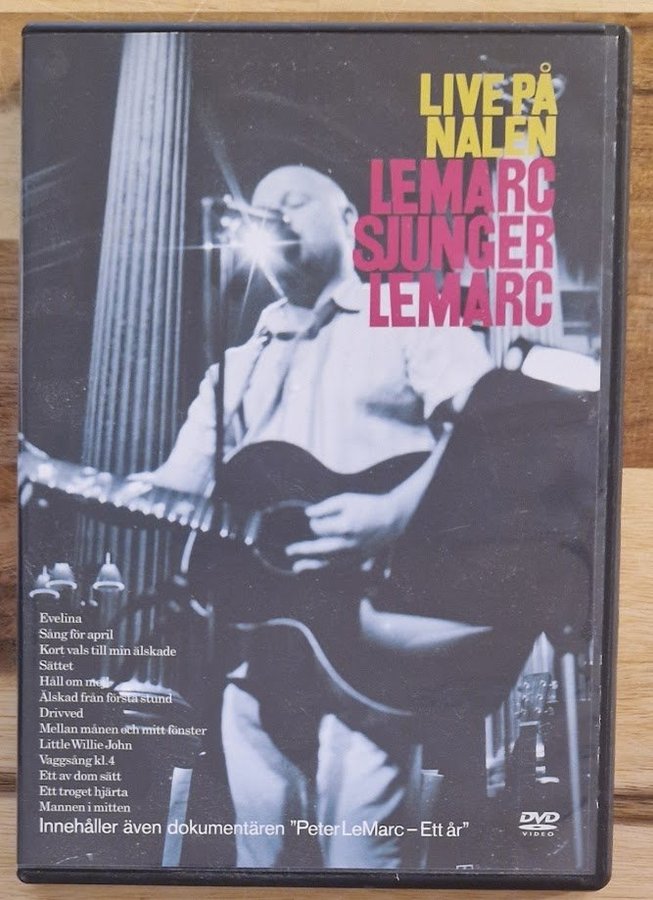 LIVE PÅ
NALEN
LEMARC
SJUNGER
LEMARC
Evelina
Sång för april
Kort vals till min älskade
Sättet
Håll om mej
Älskad från första stund
Drivved
Mellan månen och mitt fönster
Little Willie John
Vaggsång kl.4
Ett av dom sätt
Ett troget hjärta
Mannen i mitten
Innehåller även dokumentären "Peter LeMarc – Ett år"
DVD
VIDEO